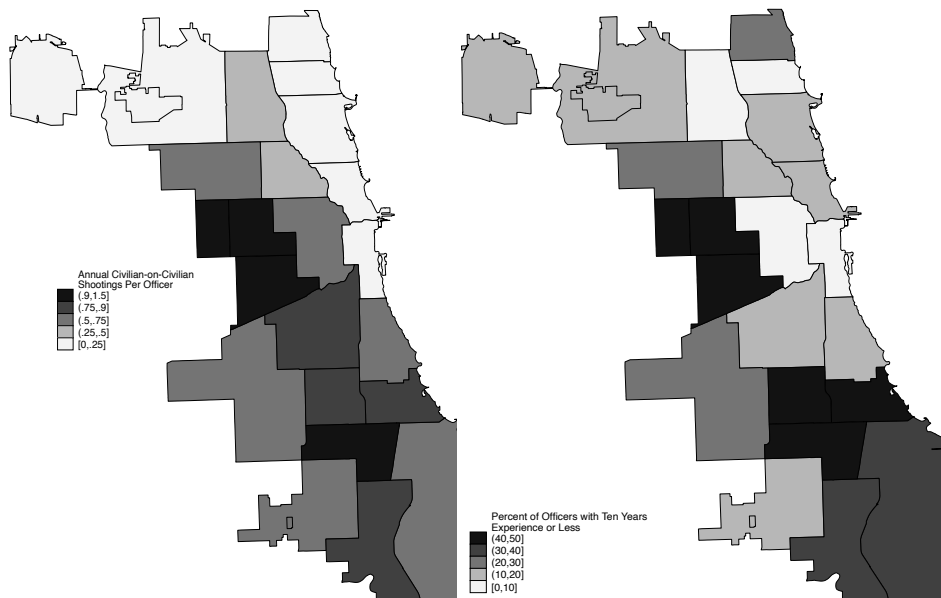 Annual Civilian-on-Civilian
Shootings Per Officer
(.9,1.5]
(.75,.9]
(.5,.75]
(.25,.5]
[0,.25]
Percent of Officers with Ten Years
Experience or Less
(40,50]
(30,40]
(20,30]
(10,20]
[0,10]